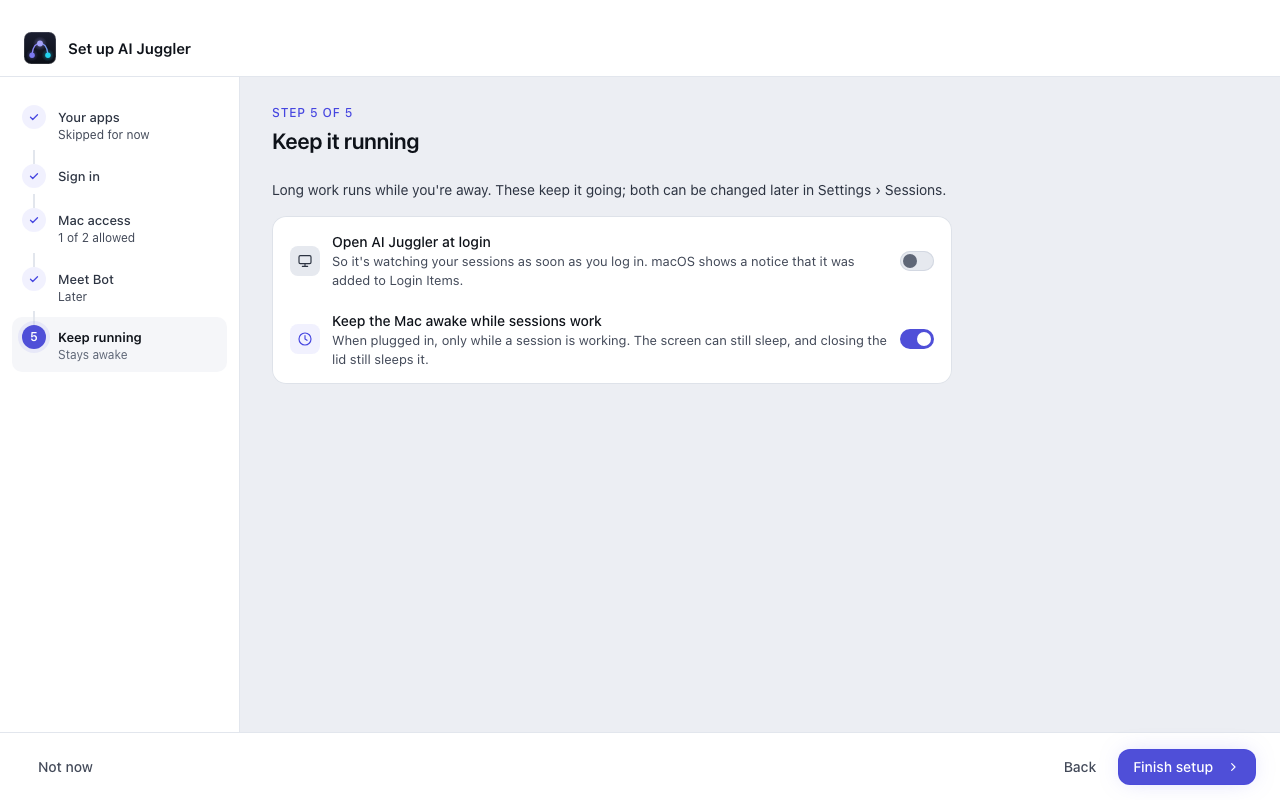 Set up AI Juggler
Your apps
Skipped for now
Sign in
Mac access
1 of 2 allowed
Meet Bot
Later
5
Keep running
Stays awake
STEP 5 OF 5
Keep it running
Long work runs while you're away. These keep it going; both can be changed later in Settings › Sessions.
Open AI Juggler at login
So it's watching your sessions as soon as you log in. macOS shows a notice that it was
added to Login Items.
Keep the Mac awake while sessions work
When plugged in, only while a session is working. The screen can still sleep, and closing the
lid still sleeps it.
Not now
Back
Finish setup